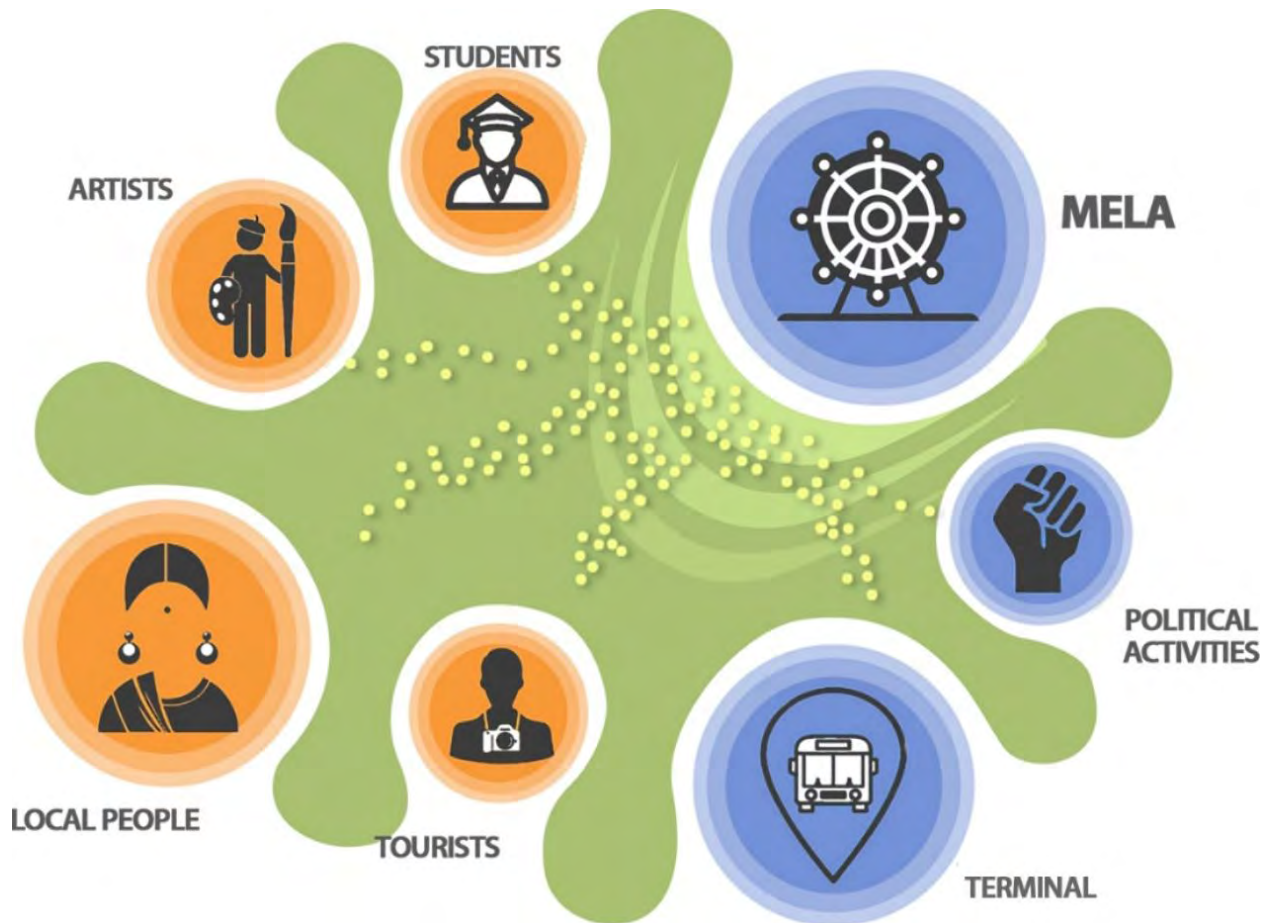 STUDENTS
ARTISTS
MELA
POLITICAL
ACTIVITIES
LOCAL PEOPLE
TOURISTS
TERMINAL